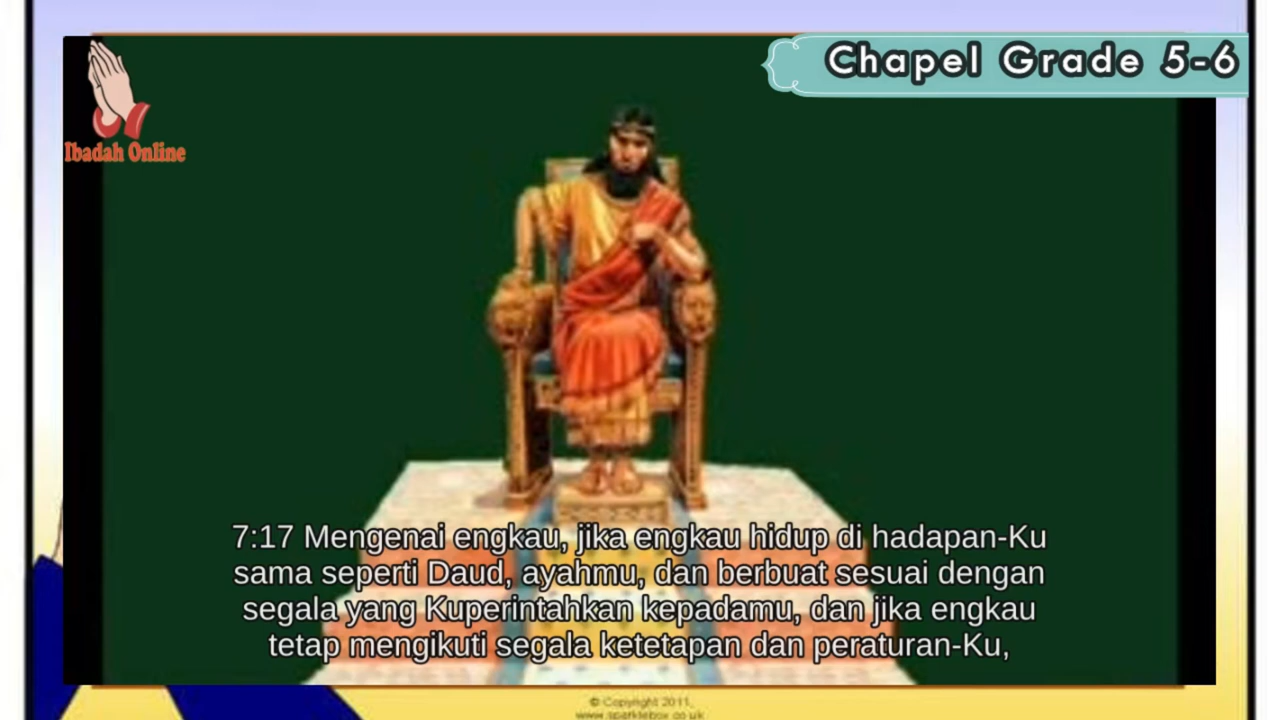 Chapel Grade 5-6
Ibadah Online
7:17 Mengenai engkau, jika engkau hidup di hadapan-Ku
sama seperti Daud, ayahmu, dan berbuat sesuai dengan
segala yang Kuperintahkan kepadamu, dan jika engkau
tetap mengikuti segala ketetapan dan peraturan-Ku,
© Copyright 2011,
www.sparklebox.co.uk